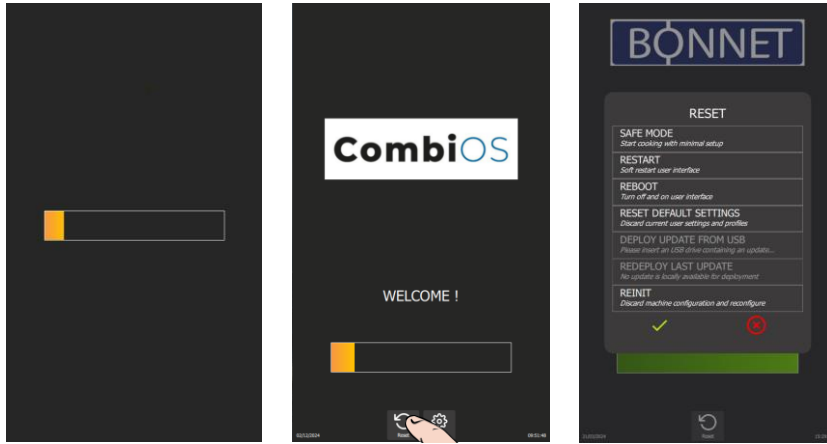 CombiOS
WELCOME !
Reset
02/12/2024
09:51:48
BONNET
RESET
SAFE MODE
Start cooking with minimal setup
RESTART
Soft restart user interface
REBOOT
Turn off and on user interface
RESET DEFAULT SETTINGS
Discard current user settings and profiles
DEPLOY UPDATE FROM USB
Please insert an USB drive containing an update...
REDEPLOY LAST UPDATE
No update is locally available for deployment
REINIT
Discard machine configuration and reconfigure
Reset